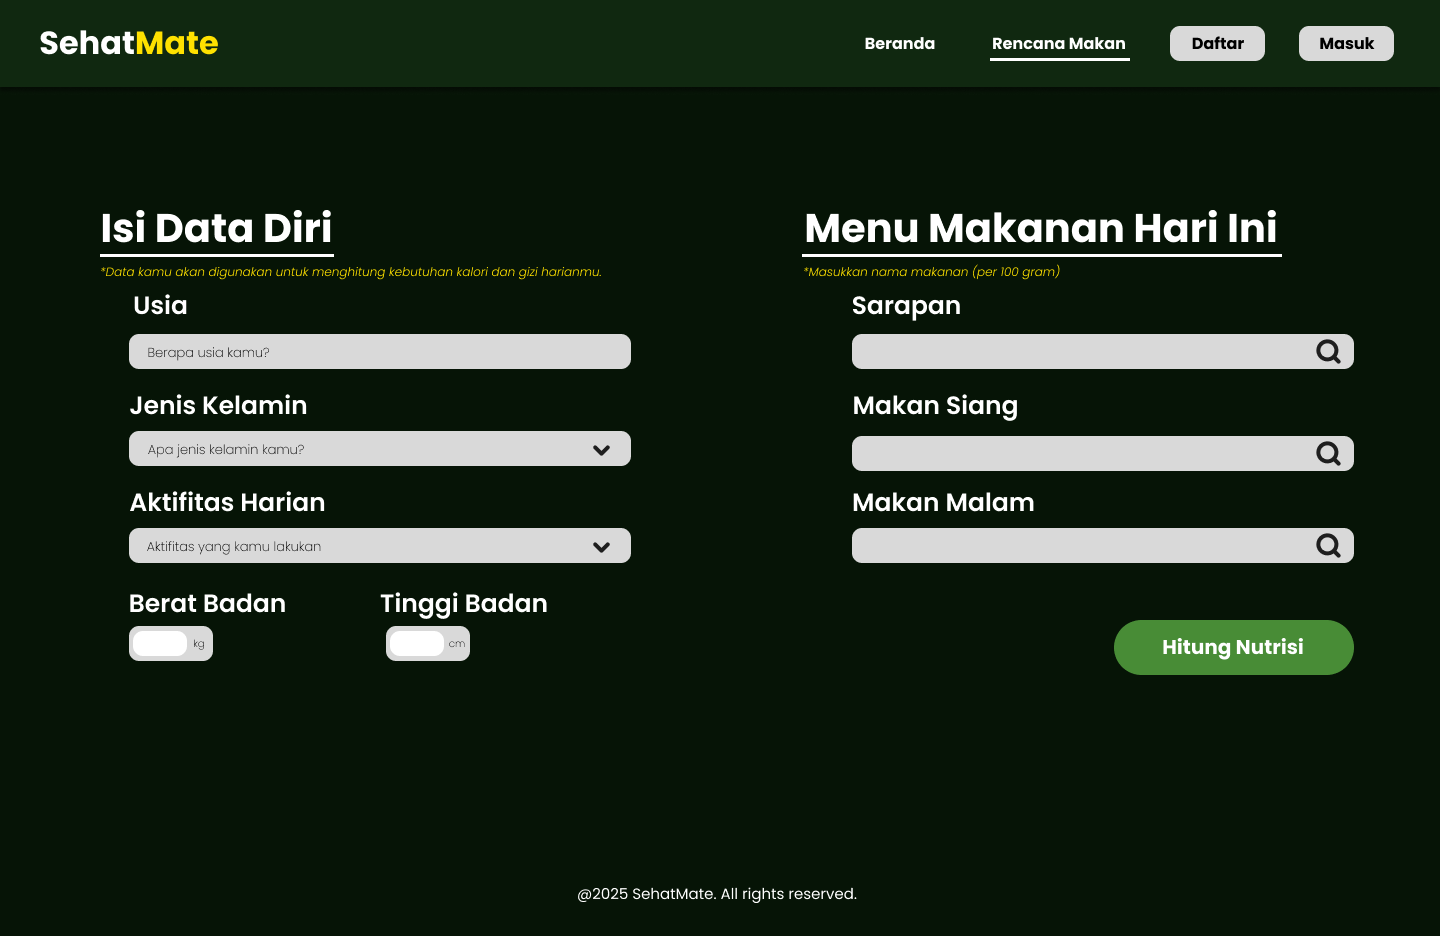 SehatMate
Beranda
Rencana Makan
Daftar
Masuk
Isi Data Diri
*Data kamu akan digunakan untuk menghitung kebutuhan kalori dan gizi harianmu.
Usia
Berapa usia kamu?
Jenis Kelamin
Apa jenis kelamin kamu?
Aktifitas Harian
Aktifitas yang kamu lakukan
Berat Badan
Tinggi Badan
kg
cm
Menu Makanan Hari Ini
*Masukkan nama makanan (per 100 gram)
Sarapan
Makan Siang
Makan Malam
Hitung Nutrisi
@2025 SehatMate. All rights reserved.